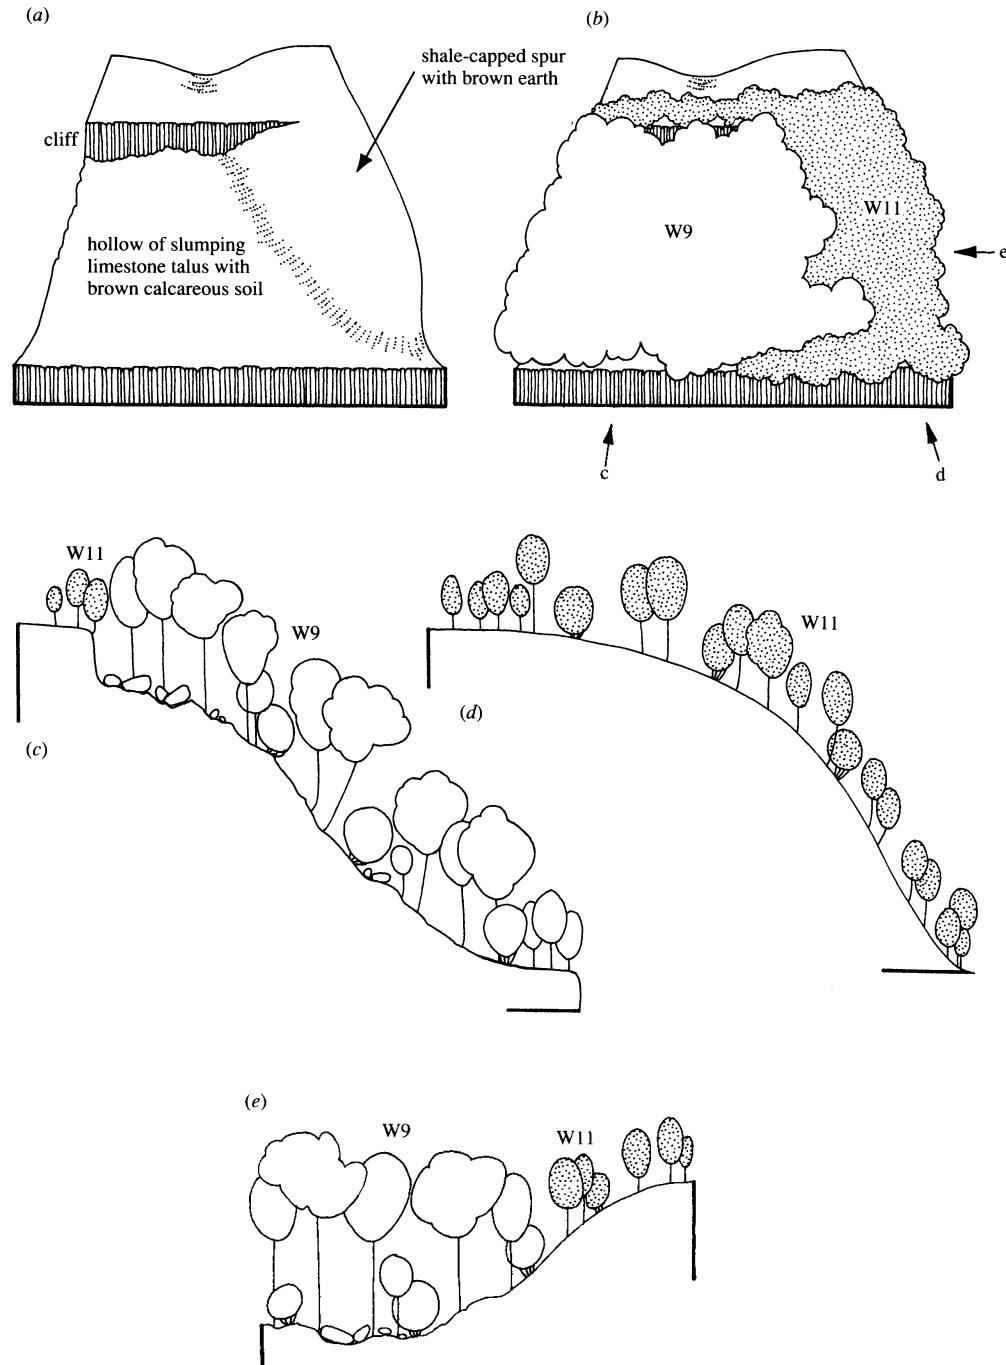 (a)
(b)
shale-capped spur
with brown earth
cliff
hollow of slumping
limestone talus with
brown calcareous soil
W9
W11
e
c
d
W11
W9
(c)
W11
(d)
(e)
W9
W11